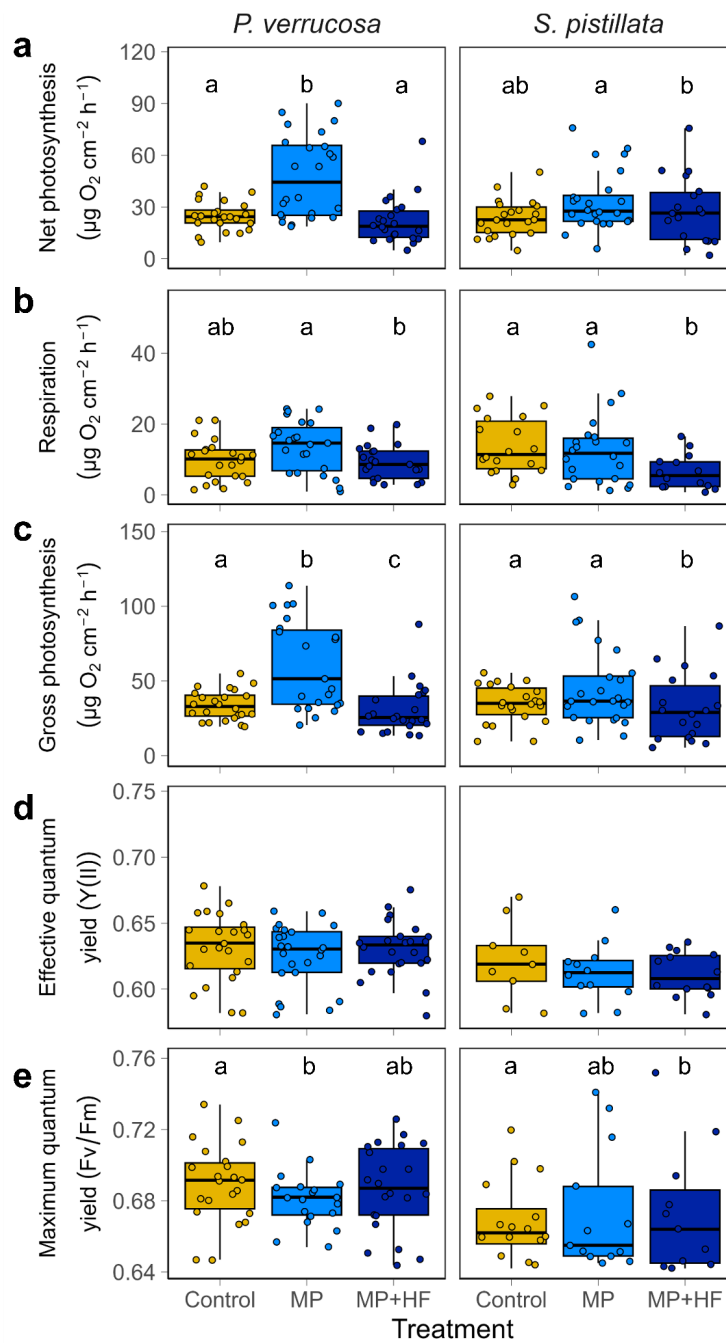 P. verrucosa S. pistillata
a
Net photosynthesis
(µg O₂ cm⁻² h⁻¹)
120
90
60
30
0
a b a
ab a b
b
Respiration
(µg O₂ cm⁻² h⁻¹)
40
20
0
ab a b
a a b
c
Gross photosynthesis
(µg O₂ cm⁻² h⁻¹)
150
100
50
0
a b c
a a b
d
Effective quantum
yield (Y(II))
0.75
0.70
0.65
0.60
e
Maximum quantum
yield (Fv/Fm)
0.76
0.72
0.68
0.64
a b ab
a ab b
Control MP MP+HF Control MP MP+HF
Treatment